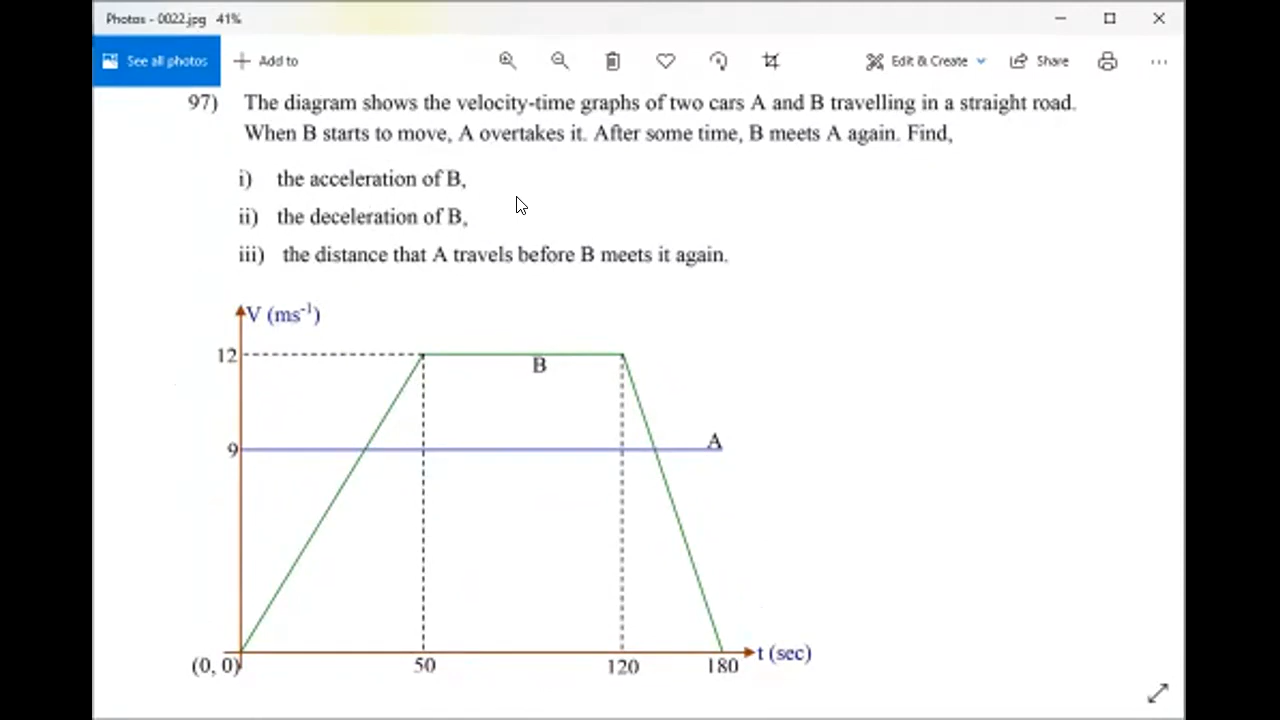 Photos - 0022.jpg 41%
See all photos
Add to
Edit & Create
Share
97) The diagram shows the velocity-time graphs of two cars A and B travelling in a straight road.
When B starts to move, A overtakes it. After some time, B meets A again. Find,
i) the acceleration of B,
ii) the deceleration of B,
iii) the distance that A travels before B meets it again.
V (ms⁻¹)
12
B
9
A
t (sec)
(0, 0)
50
120
180